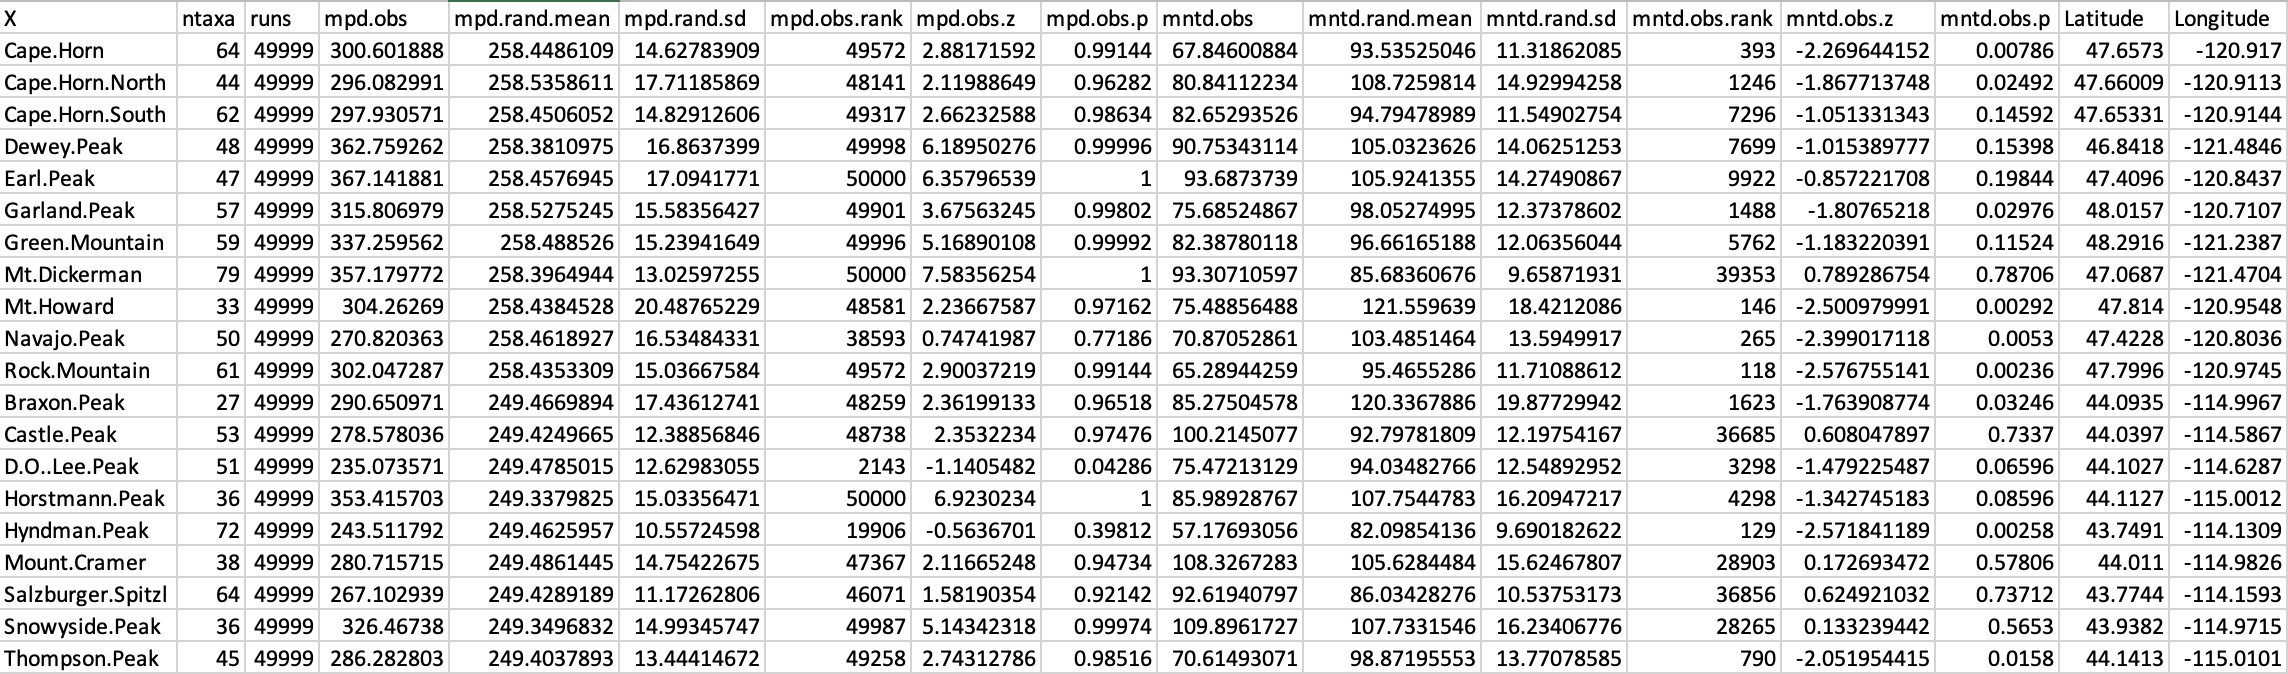 X ntaxa runs mpd.obs mpd.rand.mean mpd.rand.sd mpd.obs.rank mpd.obs.z mpd.obs.p mntd.obs mntd.rand.mean mntd.rand.sd mntd.obs.rank mntd.obs.z mntd.obs.p Latitude Longitude
Cape.Horn 64 49999 300.601888 258.4486109 14.62783909 49572 2.88171592 0.99144 67.84600884 93.53525046 11.31862085 393 -2.269644152 0.00786 47.6573 -120.917
Cape.Horn.North 44 49999 296.082991 258.5358611 17.71185869 48141 2.11988649 0.96282 80.84112234 108.7259814 14.92994258 1246 -1.867713748 0.02492 47.66009 -120.9113
Cape.Horn.South 62 49999 297.930571 258.4506052 14.82912606 49317 2.66232588 0.98634 82.65293526 94.79478989 11.54902754 7296 -1.051331343 0.14592 47.65331 -120.9144
Dewey.Peak 48 49999 362.759262 258.3810975 16.8637399 49998 6.18950276 0.99996 90.75343114 105.0323626 14.06251253 7699 -1.015389777 0.15398 46.8418 -121.4846
Earl.Peak 47 49999 367.141881 258.4576945 17.0941771 50000 6.35796539 1 93.6873739 105.9241355 14.27490867 9922 -0.857221708 0.19844 47.4096 -120.8437
Garland.Peak 57 49999 315.806979 258.5275245 15.58356427 49901 3.67563245 0.99802 75.68524867 98.05274995 12.37378602 1488 -1.80765218 0.02976 48.0157 -120.7107
Green.Mountain 59 49999 337.259562 258.488526 15.23941649 49996 5.16890108 0.99992 82.38780118 96.66165188 12.06356044 5762 -1.183220391 0.11524 48.2916 -121.2387
Mt.Dickerman 79 49999 357.179772 258.3964944 13.02597255 50000 7.58356254 1 93.30710597 85.68360676 9.65871931 39353 0.789286754 0.78706 47.0687 -121.4704
Mt.Howard 33 49999 304.26269 258.4384528 20.48765229 48581 2.23667587 0.97162 75.48856488 121.559639 18.4212086 146 -2.500979991 0.00292 47.814 -120.9548
Navajo.Peak 50 49999 270.820363 258.4618927 16.53484331 38593 0.74741987 0.77186 70.87052861 103.4851464 13.5949917 265 -2.399017118 0.0053 47.4228 -120.8036
Rock.Mountain 61 49999 302.047287 258.4353309 15.03667584 49572 2.90037219 0.99144 65.28944259 95.4655286 11.71088612 118 -2.576755141 0.00236 47.7996 -120.9745
Braxon.Peak 27 49999 290.650971 249.4669894 17.43612741 48259 2.36199133 0.96518 85.27504578 120.3367886 19.87729942 1623 -1.763908774 0.03246 44.0935 -114.9967
Castle.Peak 53 49999 278.578036 249.4249665 12.38856846 48738 2.3532234 0.97476 100.2145077 92.79781809 12.19754167 36685 0.608047897 0.7337 44.0397 -114.5867
D.O..Lee.Peak 51 49999 235.073571 249.4785015 12.62983055 2143 -1.1405482 0.04286 75.47213129 94.03482766 12.54892952 3298 -1.479225487 0.06596 44.1027 -114.6287
Horstmann.Peak 36 49999 353.415703 249.3379825 15.03356471 50000 6.9230234 1 85.98928767 107.7544783 16.20947217 4298 -1.342745183 0.08596 44.1127 -115.0012
Hyndman.Peak 72 49999 243.511792 249.4625957 10.55724598 19906 -0.5636701 0.39812 57.17693056 82.09854136 9.690182622 129 -2.571841189 0.00258 43.7491 -114.1309
Mount.Cramer 38 49999 280.715715 249.4861445 14.75422675 47367 2.11665248 0.94734 108.3267283 105.6284484 15.62467807 28903 0.172693472 0.57806 44.011 -114.9826
Salzburger.Spitzl 64 49999 267.102939 249.4289189 11.17262806 46071 1.58190354 0.92142 92.61940797 86.03428276 10.53753173 36856 0.624921032 0.73712 43.7744 -114.1593
Snowyside.Peak 36 49999 326.46738 249.3496832 14.99345747 49987 5.14342318 0.99974 109.8961727 107.7331546 16.23406776 28265 0.133239442 0.5653 43.9382 -114.9715
Thompson.Peak 45 49999 286.282803 249.4037893 13.44414672 49258 2.74312786 0.98516 70.61493071 98.87195553 13.77078585 790 -2.051954415 0.0158 44.1413 -115.0101